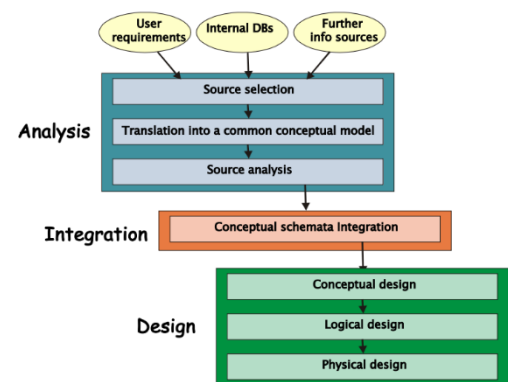 User
requirements
Internal DBs
Further
info sources
Source selection
Analysis
Translation into a common conceptual model
Source analysis
Integration
Conceptual schemata Integration
Conceptual design
Design
Logical design
Physical design